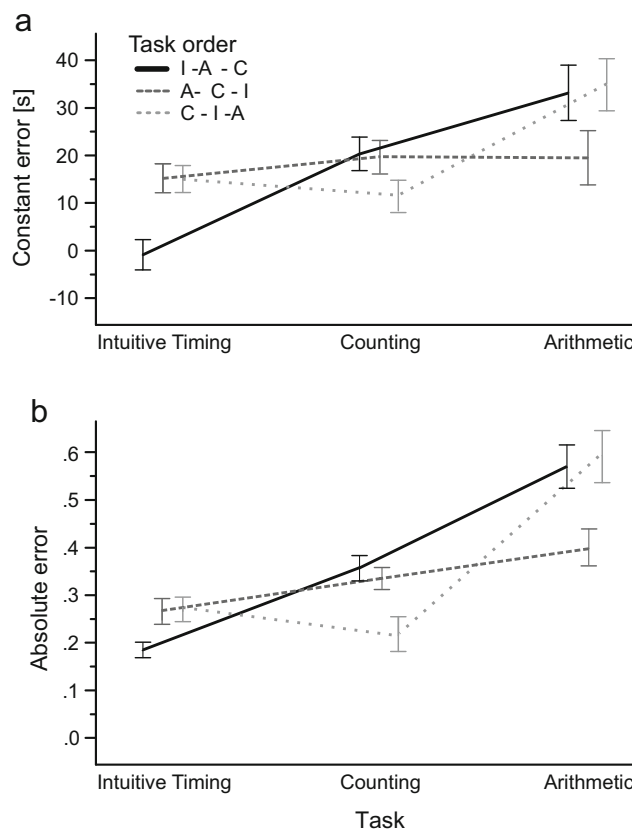 a
Task order
I -A - C
A- C - I
C - I -A
Constant error [s]
40
30
20
10
0
-10
Intuitive Timing Counting Arithmetic
b
Absolute error
.6
.5
.4
.3
.2
.1
.0
Intuitive Timing Counting Arithmetic
Task